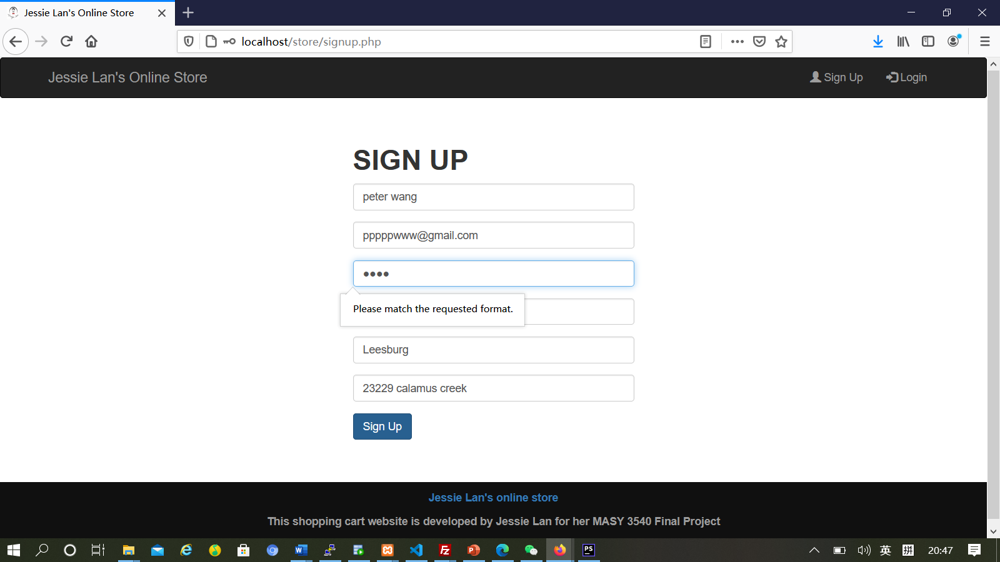 Jessie Lan's Online Store
localhost/store/signup.php
Jessie Lan's Online Store
Sign Up
Login
SIGN UP
peter wang
pppppwww@gmail.com
Please match the requested format.
Leesburg
23229 calamus creek
Sign Up
Jessie Lan's online store
This shopping cart website is developed by Jessie Lan for her MASY 3540 Final Project
英
拼
20:47